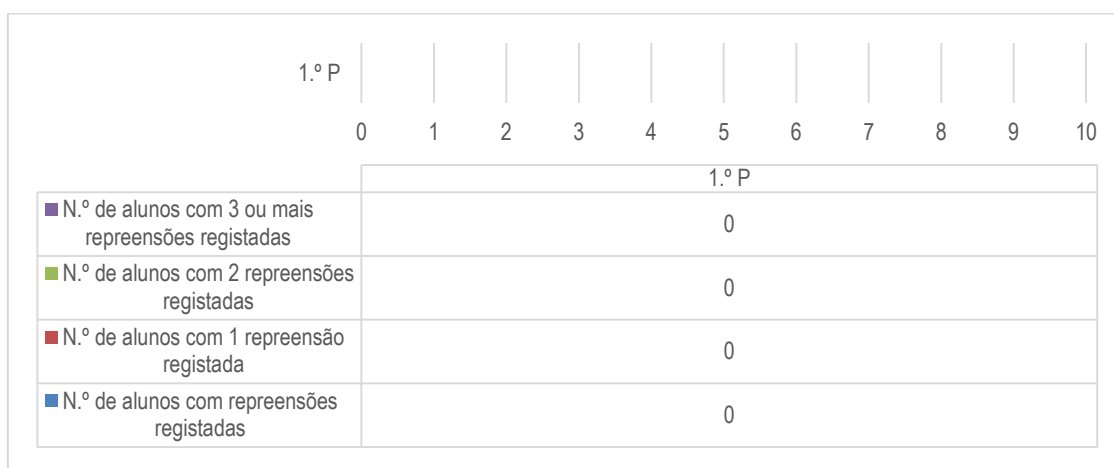 1.º P
0 1 2 3 4 5 6 7 8 9 10
1.º P
N.º de alunos com 3 ou mais
repreensões registadas
0
N.º de alunos com 2 repreensões
registadas
0
N.º de alunos com 1 repreensão
registada
0
N.º de alunos com repreensões
registadas
0